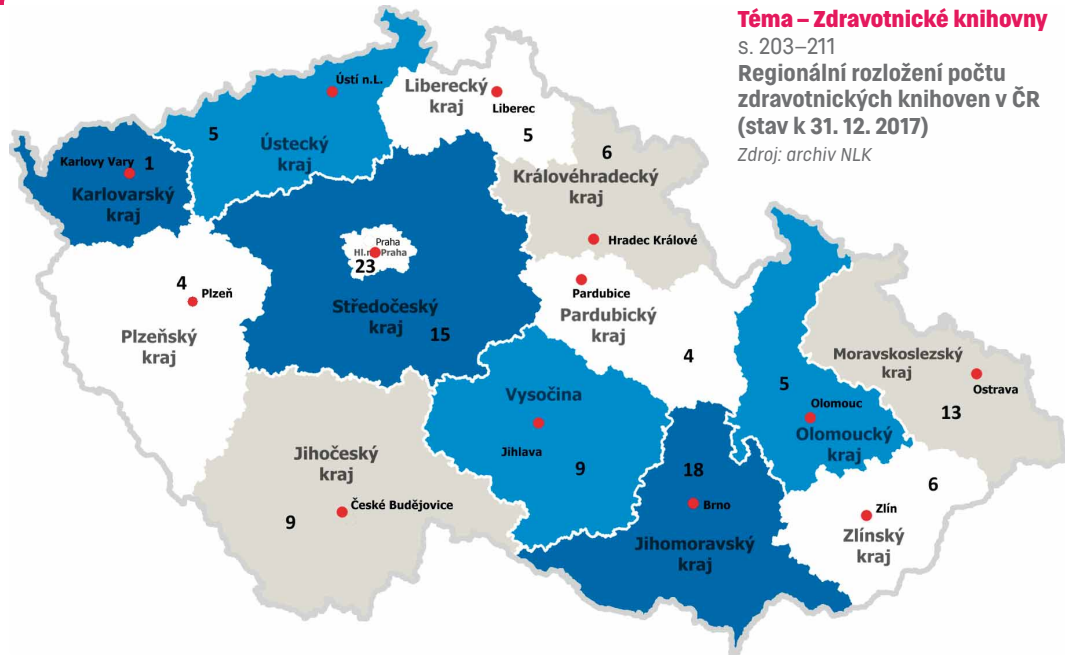 Téma – Zdravotnické knihovny
s. 203–211
Regionální rozložení počtu
zdravotnických knihoven v ČR
(stav k 31. 12. 2017)
Zdroj: archiv NLK
Ústí n.L.
5
Ústecký
kraj
Liberecký
kraj
Liberec
5
Karlovy Vary
1
Karlovarský
kraj
6
Královéhradecký
kraj
Hradec Králové
Praha
Hl. Praha
23
Středočeský
kraj
15
4
Plzeň
Plzeňský
kraj
Pardubice
Pardubický
kraj
4
Vysočina
Jihlava
9
5
Olomouc
Olomoucký
kraj
Moravskoslezský
kraj
Ostrava
13
Jihočeský
kraj
České Budějovice
9
18
Brno
Jihomoravský
kraj
6
Zlín
Zlínský
kraj